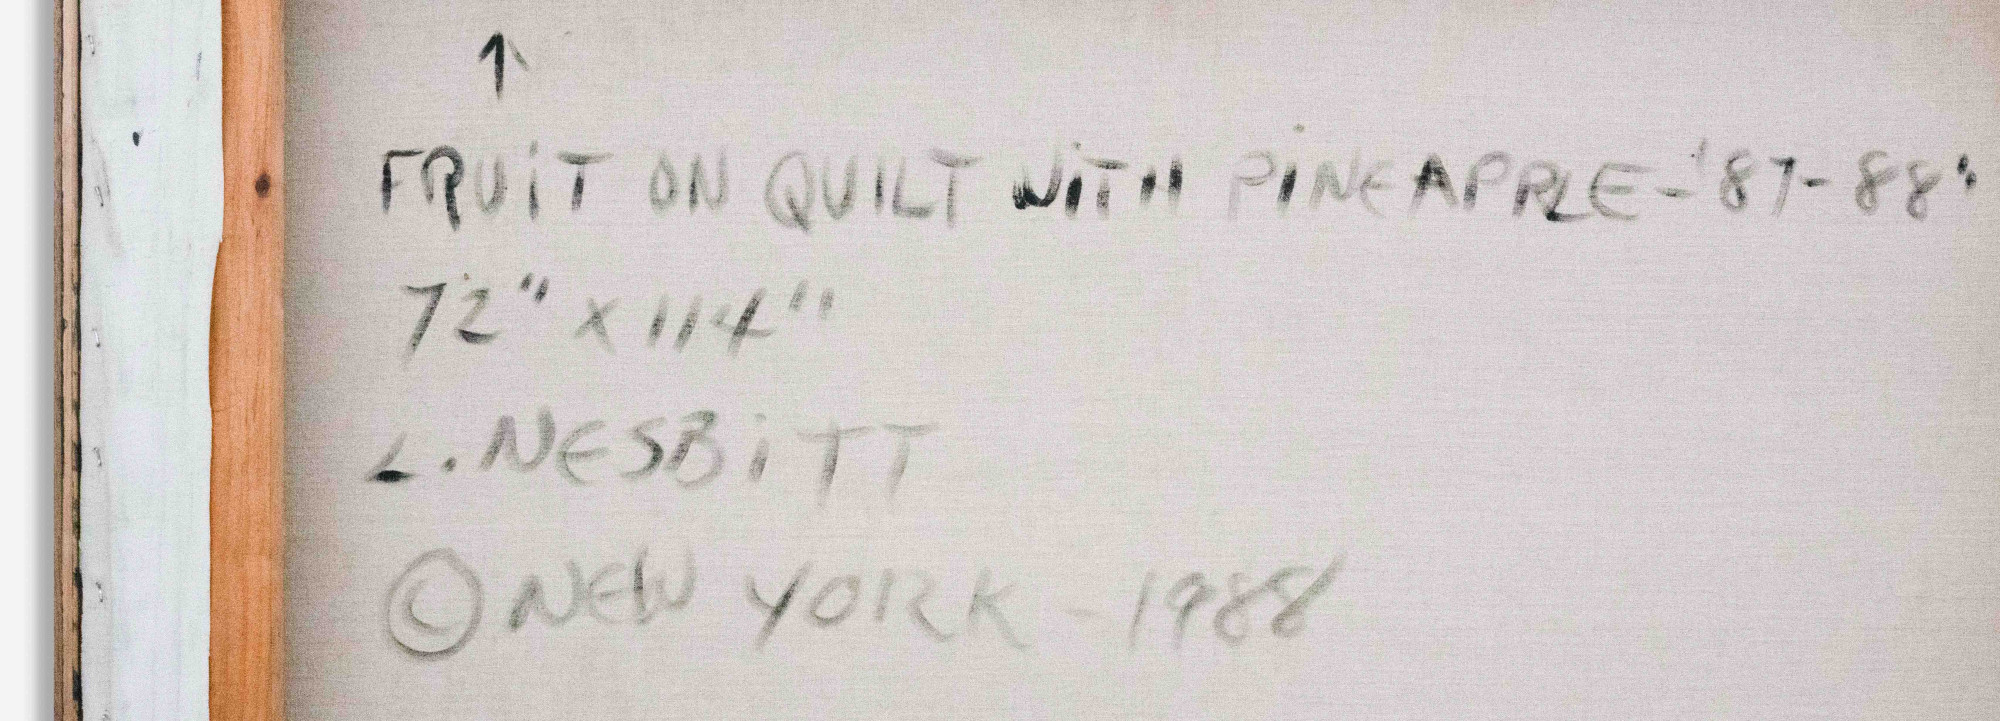 ↑
FRUiT ON QUILT WiTH PiNEAPPLE-'87-88'
72" x 114"
L. NESBiTT
© NEW YORK - 1988